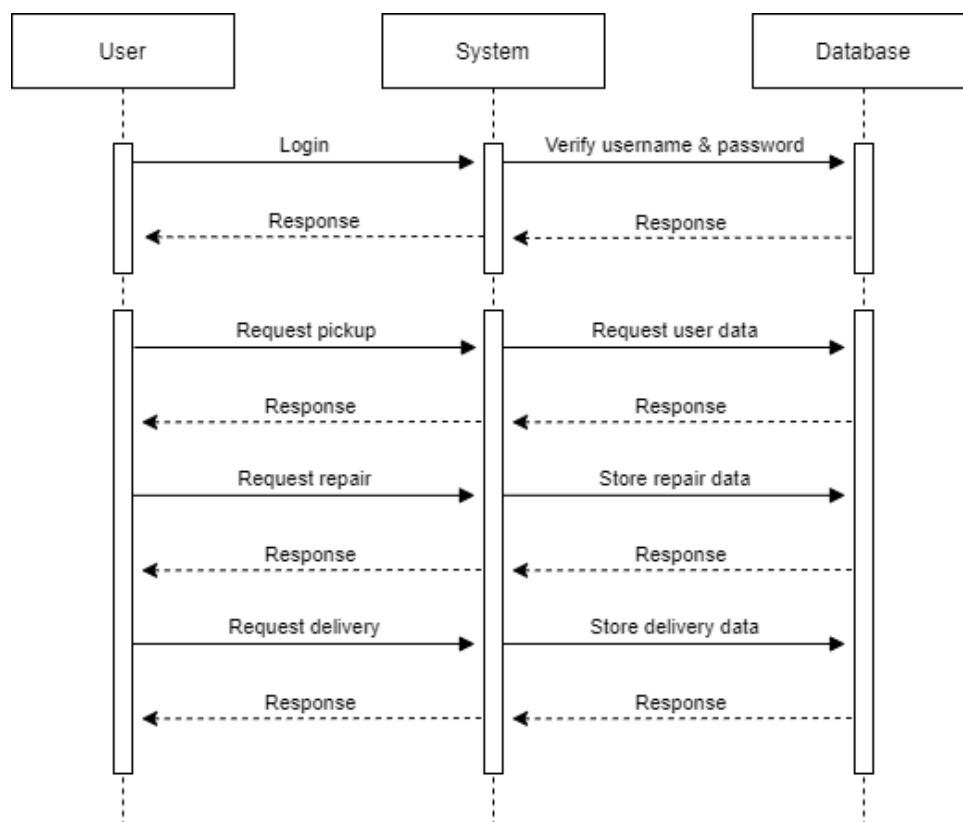 User
System
Database
Login
Verify username & password
Response
Response
Request pickup
Request user data
Response
Response
Request repair
Store repair data
Response
Response
Request delivery
Store delivery data
Response
Response